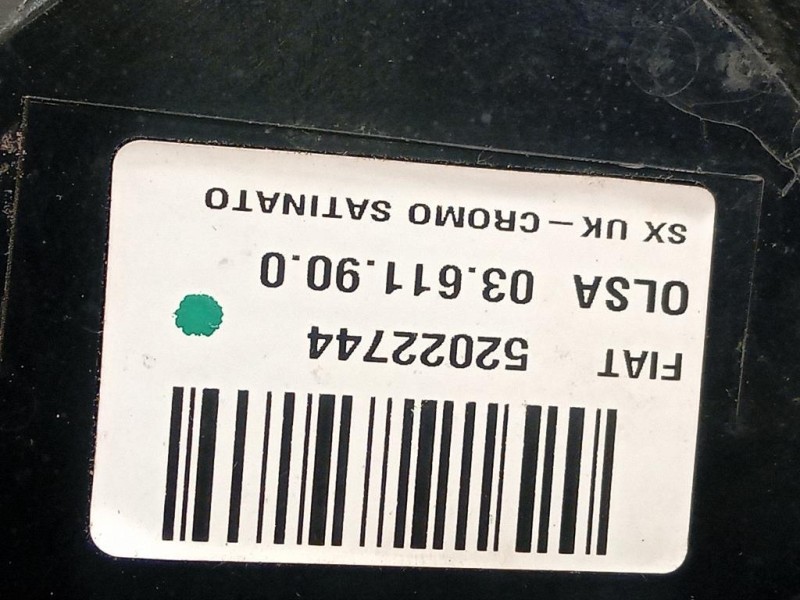 FIAT 52022744
OLSA 03.611.90.0
SX UK – CROMO SATINATO